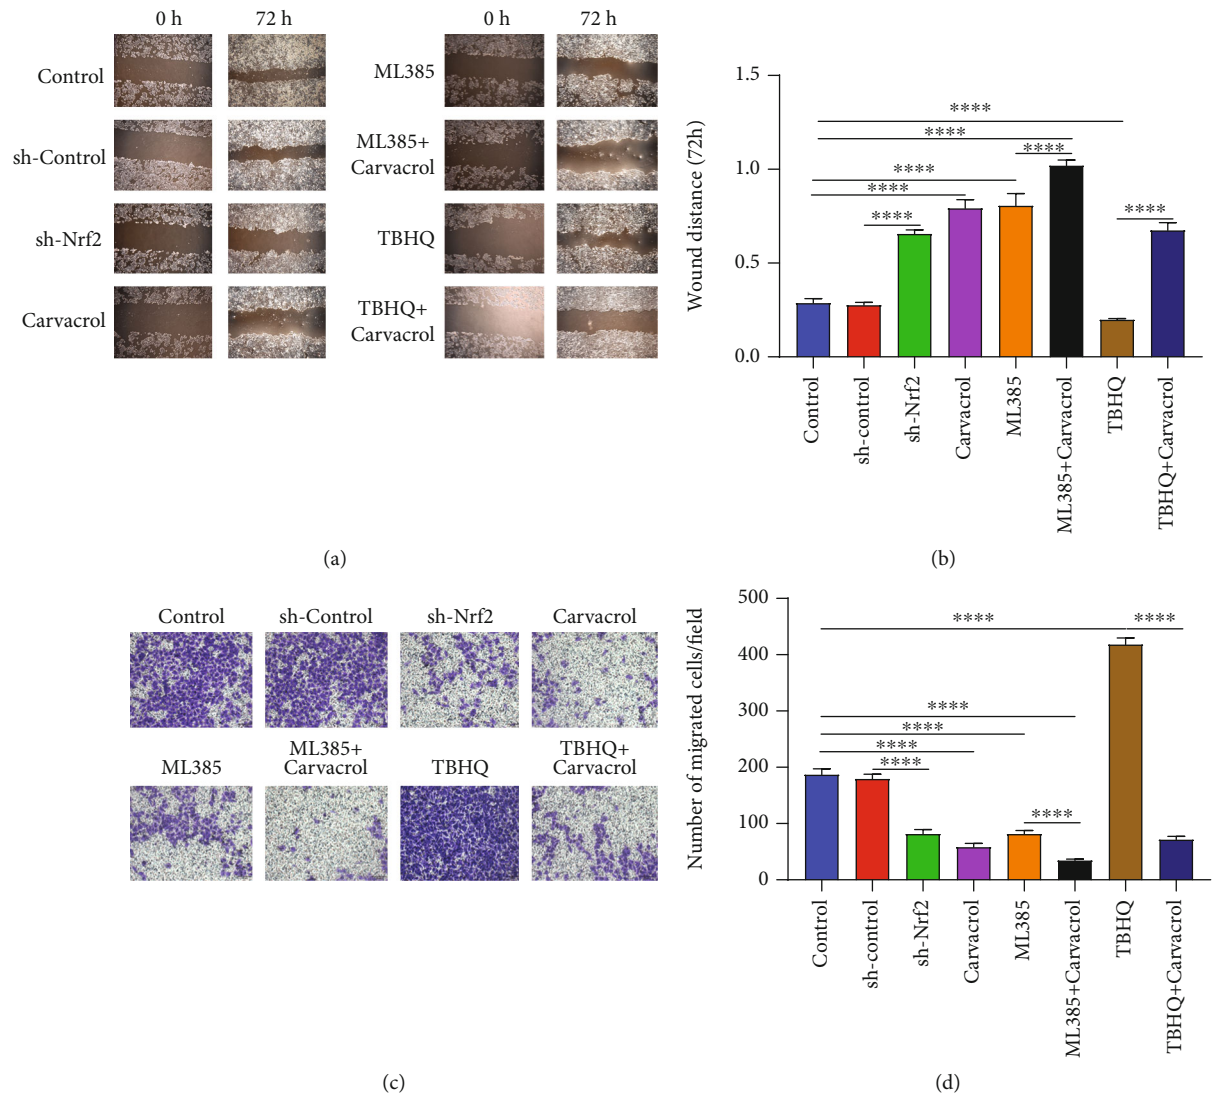 0 h
72 h
0 h
72 h
Control
sh-Control
sh-Nrf2
Carvacrol
ML385
ML385+
Carvacrol
TBHQ
TBHQ+
Carvacrol
(a)
Wound distance (72h)
1.5
1.0
0.5
0.0
****
****
****
****
****
****
****
Control
sh-control
sh-Nrf2
Carvacrol
ML385
ML385+Carvacrol
TBHQ
TBHQ+Carvacrol
(b)
Control
sh-Control
sh-Nrf2
Carvacrol
ML385
ML385+
Carvacrol
TBHQ
TBHQ+
Carvacrol
(c)
Number of migrated cells/field
500
400
300
200
100
0
****
****
****
****
****
****
****
Control
sh-control
sh-Nrf2
Carvacrol
ML385
ML385+Carvacrol
TBHQ
TBHQ+Carvacrol
(d)